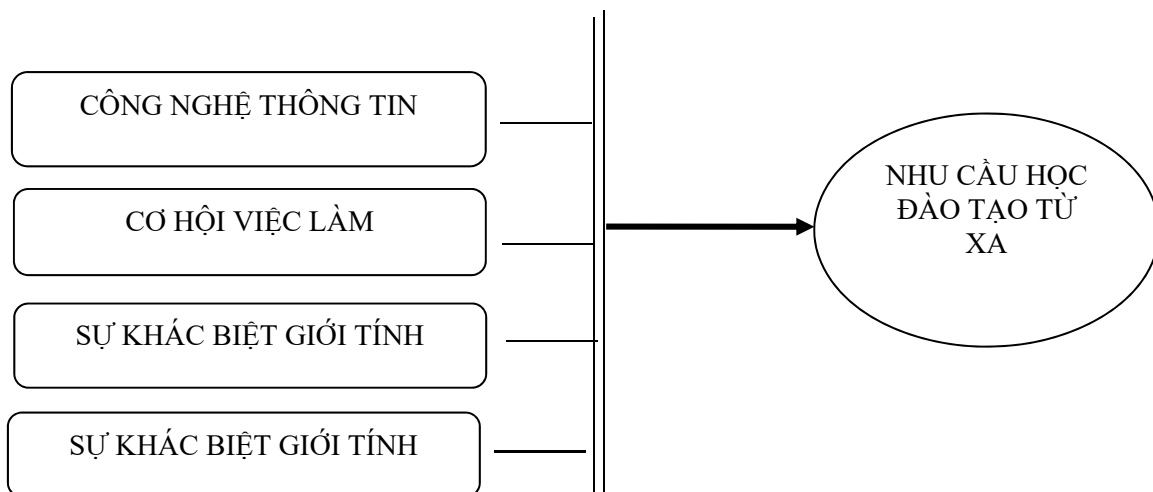 CÔNG NGHỆ THÔNG TIN
CƠ HỘI VIỆC LÀM
SỰ KHÁC BIỆT GIỚI TÍNH
SỰ KHÁC BIỆT GIỚI TÍNH
NHU CẦU HỌC
ĐÀO TẠO TỪ
XA